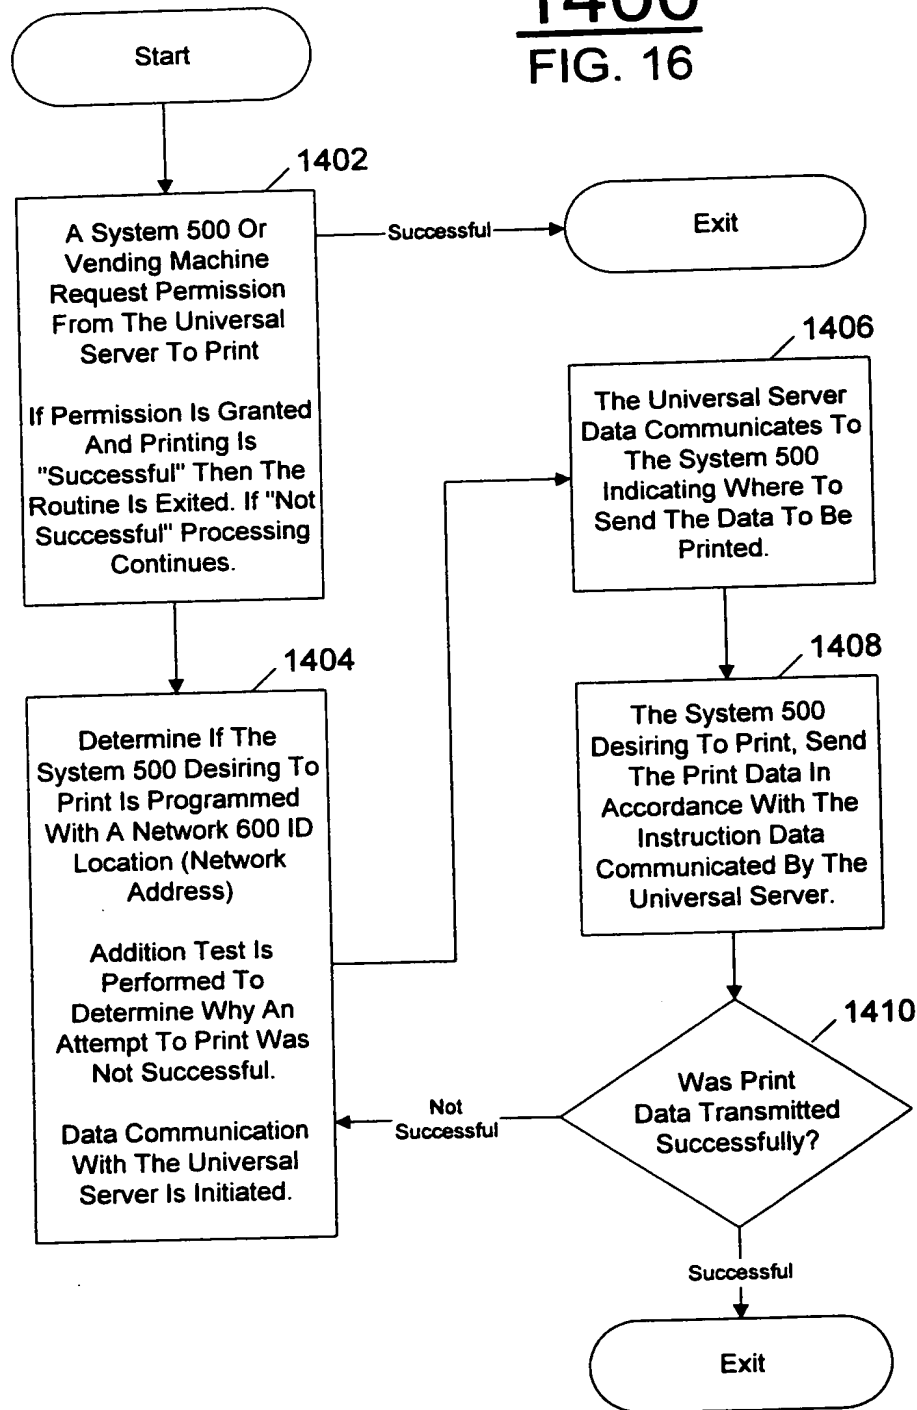 1400
FIG. 16
Start
1402
A System 500 Or
Vending Machine
Request Permission
From The Universal
Server To Print
If Permission Is Granted
And Printing Is
"Successful" Then The
Routine Is Exited. If "Not
Successful" Processing
Continues.
Successful
Exit
1404
Determine If The
System 500 Desiring To
Print Is Programmed
With A Network 600 ID
Location (Network
Address)
Addition Test Is
Performed To
Determine Why An
Attempt To Print Was
Not Successful.
Data Communication
With The Universal
Server Is Initiated.
1406
The Universal Server
Data Communicates To
The System 500
Indicating Where To
Send The Data To Be
Printed.
1408
The System 500
Desiring To Print, Send
The Print Data In
Accordance With The
Instruction Data
Communicated By The
Universal Server.
1410
Was Print
Data Transmitted
Successfully?
Not
Successful
Successful
Exit